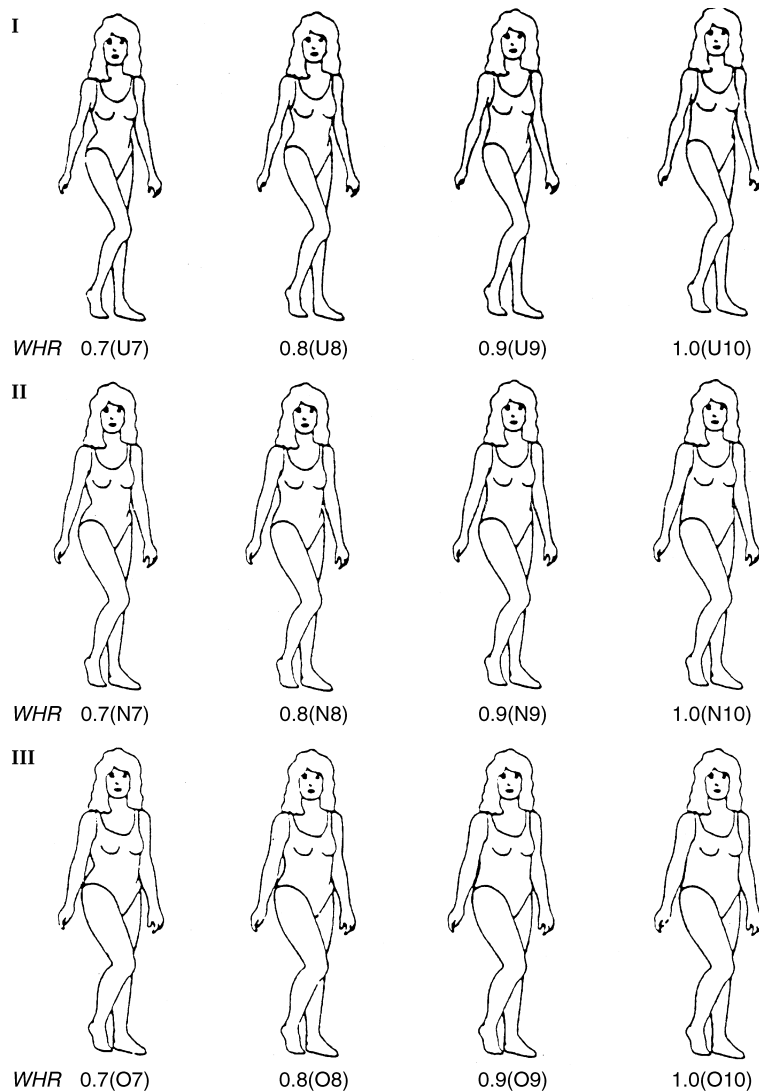 I
WHR 0.7(U7) 0.8(U8) 0.9(U9) 1.0(U10)
II
WHR 0.7(N7) 0.8(N8) 0.9(N9) 1.0(N10)
III
WHR 0.7(O7) 0.8(O8) 0.9(O9) 1.0(O10)